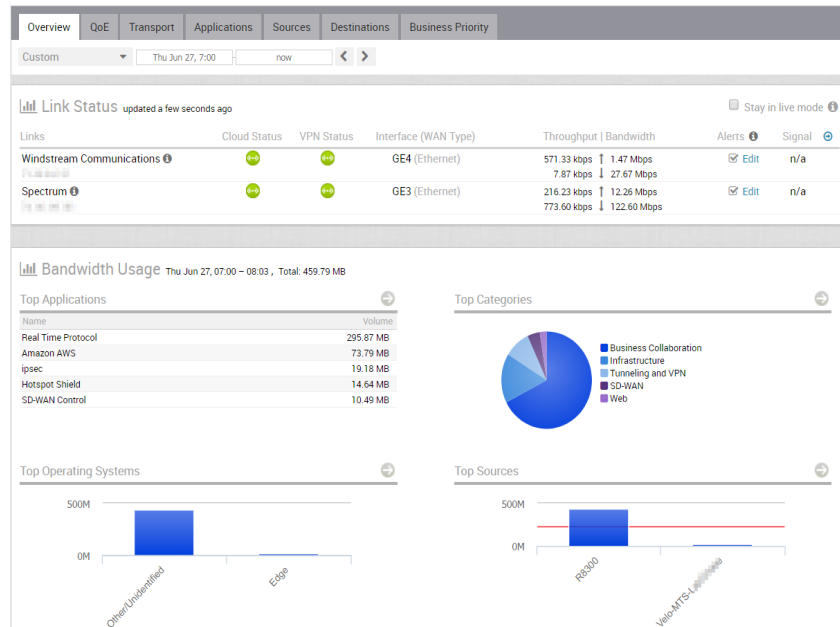 Overview QoE Transport Applications Sources Destinations Business Priority
Custom Thu Jun 27, 7:00 - now
Link Status updated a few seconds ago Stay in live mode
Links Cloud Status VPN Status Interface (WAN Type) Throughput | Bandwidth Alerts Signal
Windstream Communications GE4 (Ethernet) 571.33 kbps ↑ 1.47 Mbps Edit n/a
7.87 kbps ↓ 27.67 Mbps
Spectrum GE3 (Ethernet) 216.23 kbps ↑ 12.26 Mbps Edit n/a
773.60 kbps ↓ 122.60 Mbps
Bandwidth Usage Thu Jun 27, 07:00 – 08:03 , Total: 459.79 MB
Top Applications
Name Volume
Real Time Protocol 295.87 MB
Amazon AWS 73.79 MB
ipsec 19.18 MB
Hotspot Shield 14.64 MB
SD-WAN Control 10.49 MB
Top Categories
Business Collaboration
Infrastructure
Tunneling and VPN
SD-WAN
Web
Top Operating Systems
500M
0M
Other/Unidentified
Edge
Top Sources
500M
0M
R8300
Velo-MTS-L